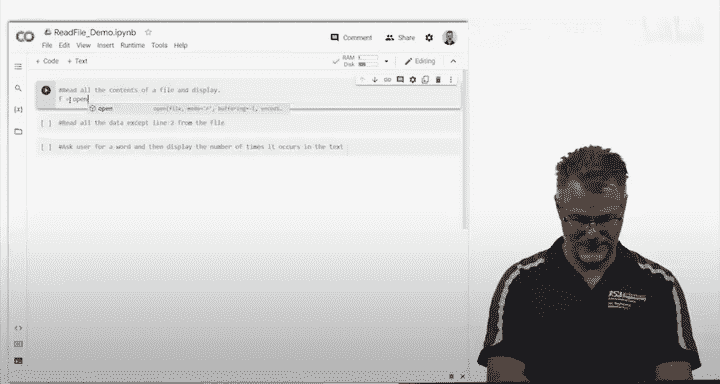 ReadFile_Demo.ipynb
File Edit View Insert Runtime Tools Help
Comment
Share
+ Code + Text
RAM
Disk
Editing
##Read all the contents of a file and display.
f = open
open
[ ] #Read all the data except line 2 from the file
[ ] #Ask user for a word and then display the number of times it occurs in the text
ASU